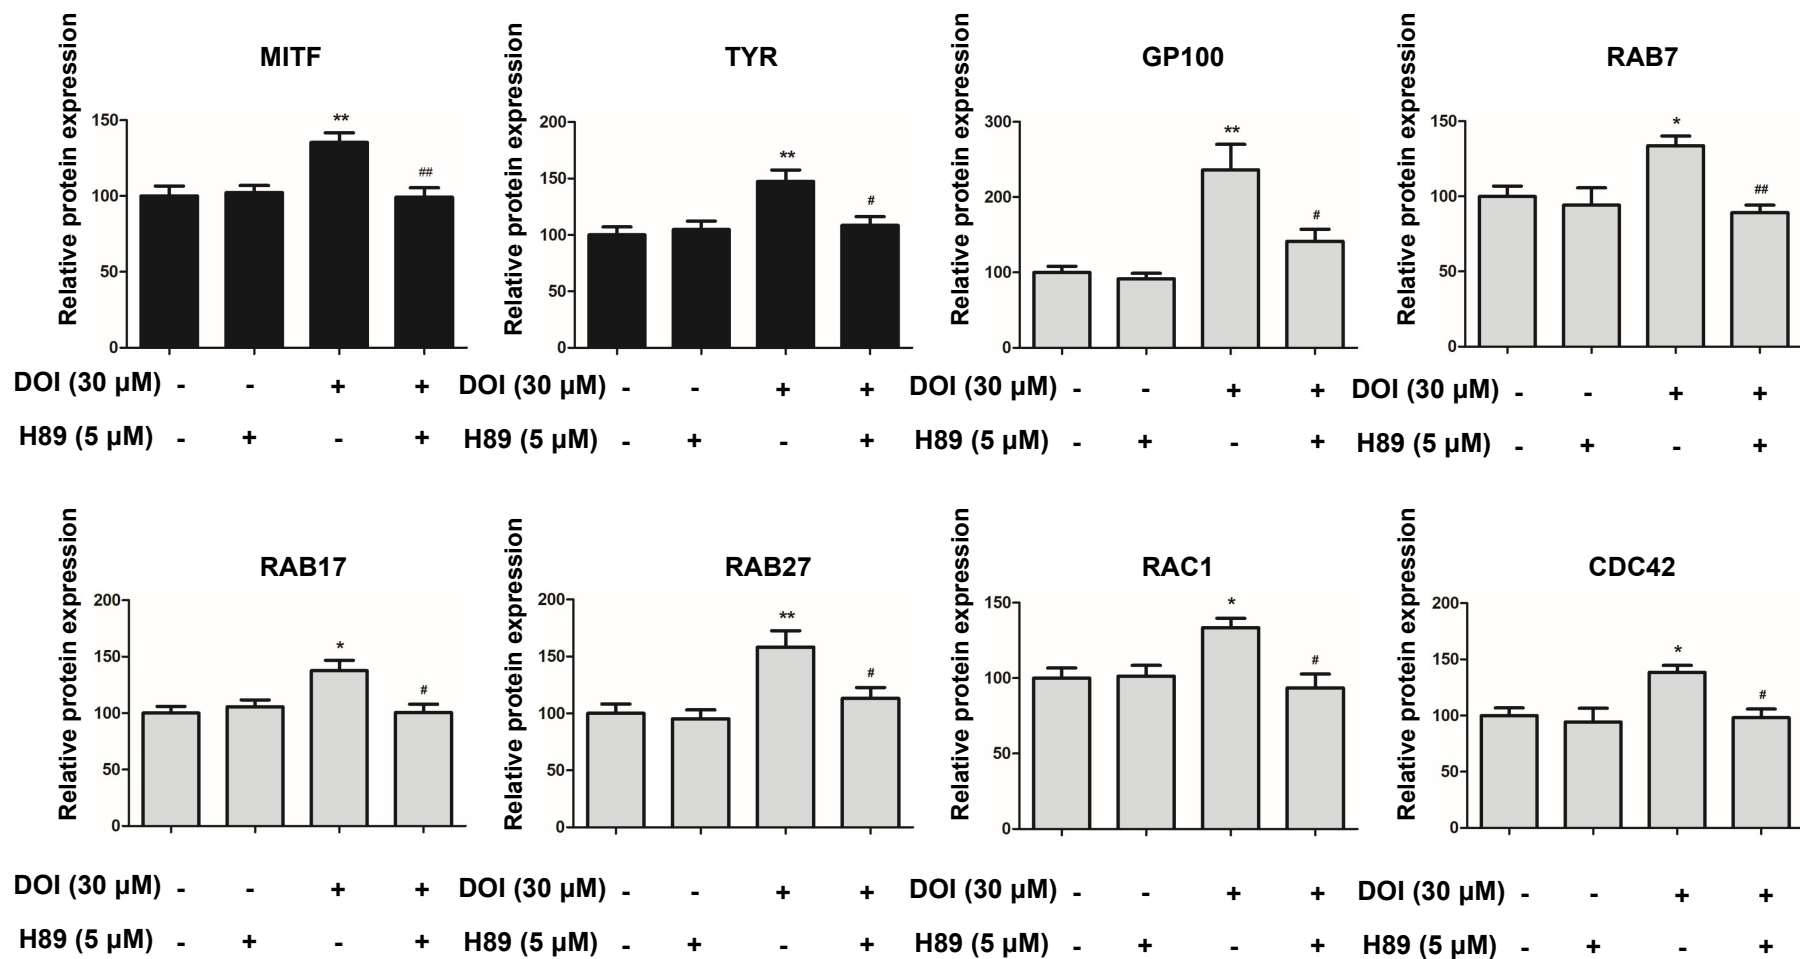 MITF
Relative protein expression
150
100
50
0
**
##
DOI (30 µM) - - + +
H89 (5 µM) - + - +
TYR
Relative protein expression
200
150
100
50
0
**
#
DOI (30 µM) - - + +
H89 (5 µM) - + - +
GP100
Relative protein expression
300
200
100
0
**
#
DOI (30 µM) - - + +
H89 (5 µM) - + - +
RAB7
Relative protein expression
150
100
50
0
*
##
DOI (30 µM) - - + +
H89 (5 µM) - + - +
RAB17
Relative protein expression
200
150
100
50
0
*
#
DOI (30 µM) - - + +
H89 (5 µM) - + - +
RAB27
Relative protein expression
200
150
100
50
0
**
#
DOI (30 µM) - - + +
H89 (5 µM) - + - +
RAC1
Relative protein expression
150
100
50
0
*
#
DOI (30 µM) - - + +
H89 (5 µM) - + - +
CDC42
Relative protein expression
200
150
100
50
0
*
#
DOI (30 µM) - - + +
H89 (5 µM) - + - +